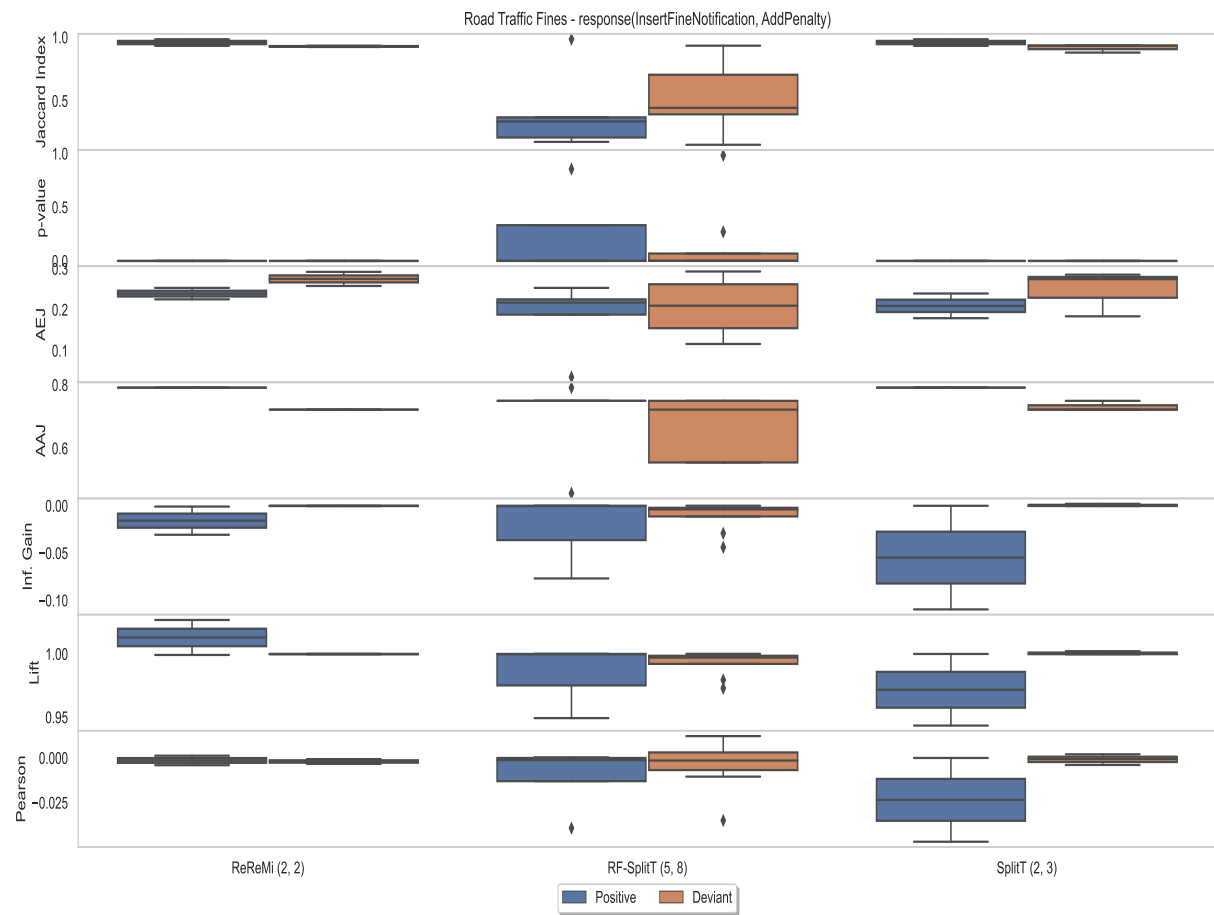 Road Traffic Fines - response(InsertFineNotification, AddPenalty)
Jaccard Index
1.0
0.5
p-value
1.0
0.5
0.0
AEJ
0.3
0.2
0.1
AAJ
0.8
0.6
Inf. Gain
0.00
−0.05
−0.10
Lift
1.00
0.95
Pearson
0.000
−0.025
ReReMi (2, 2) RF-SplitT (5, 8) SplitT (2, 3)
Positive Deviant